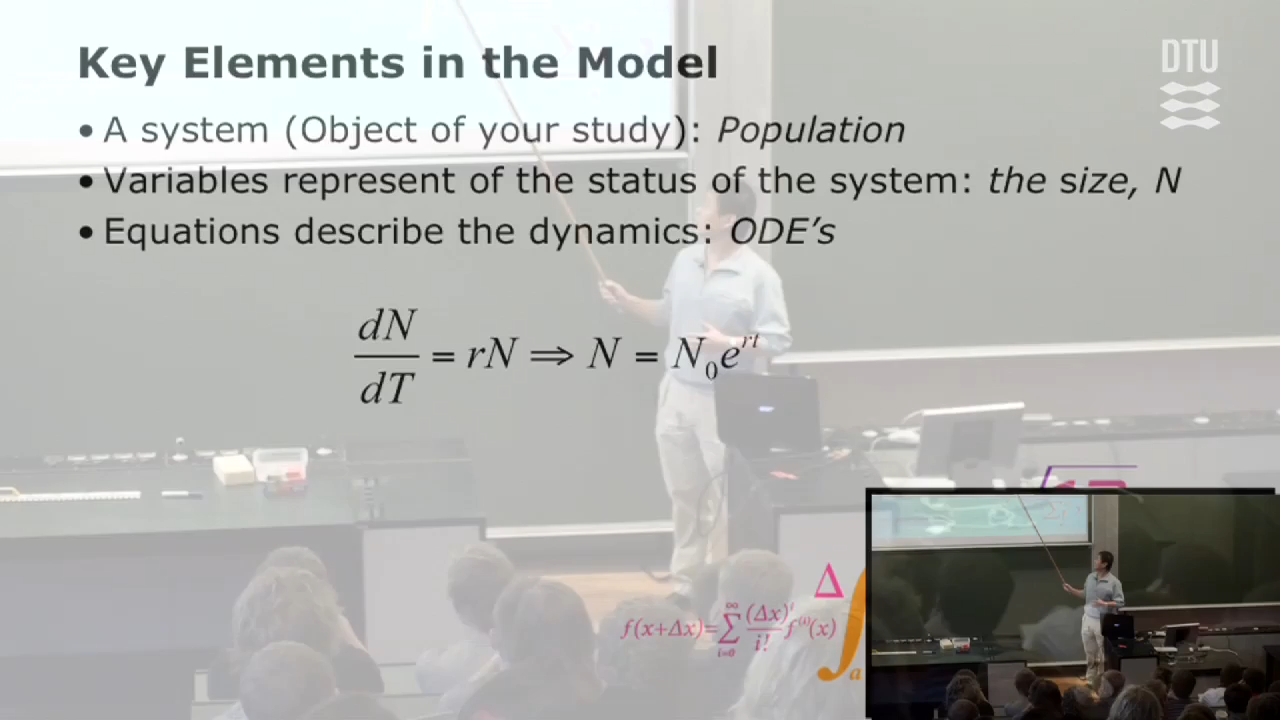 Key Elements in the Model
DTU
• A system (Object of your study): Population
• Variables represent of the status of the system: the size, N
• Equations describe the dynamics: ODE's
dN/dT = rN ⇒ N = N₀e^{rt}
Δ
f(x+Δx)=∑_{i=0}^{∞} (Δx)^i/i! f^{(i)}(x)
∫_a